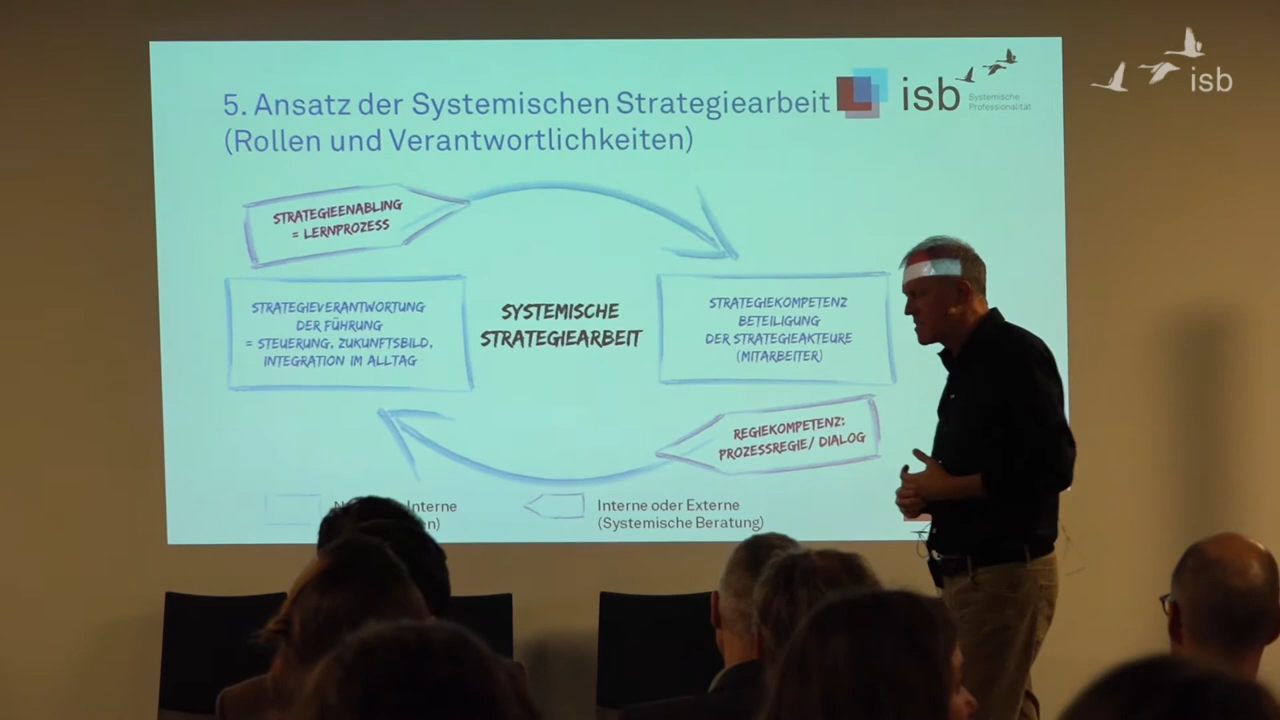 5. Ansatz der Systemischen Strategiearbeit
(Rollen und Verantwortlichkeiten)
isb
Systemische
Professionalität
isb
STRATEGIEENABLING
= LERNPROZESS
STRATEGIEVERANTWORTUNG
DER FÜHRUNG
= STEUERUNG, ZUKUNFTSBILD,
INTEGRATION IM ALLTAG
SYSTEMISCHE
STRATEGIEARBEIT
STRATEGIEKOMPETENZ
BETEILIGUNG
DER STRATEGIEAKTEURE
(MITARBEITER)
REGIEKOMPETENZ:
PROZESSREGIE/ DIALOG
Interne
Interne oder Externe
(Systemische Beratung)